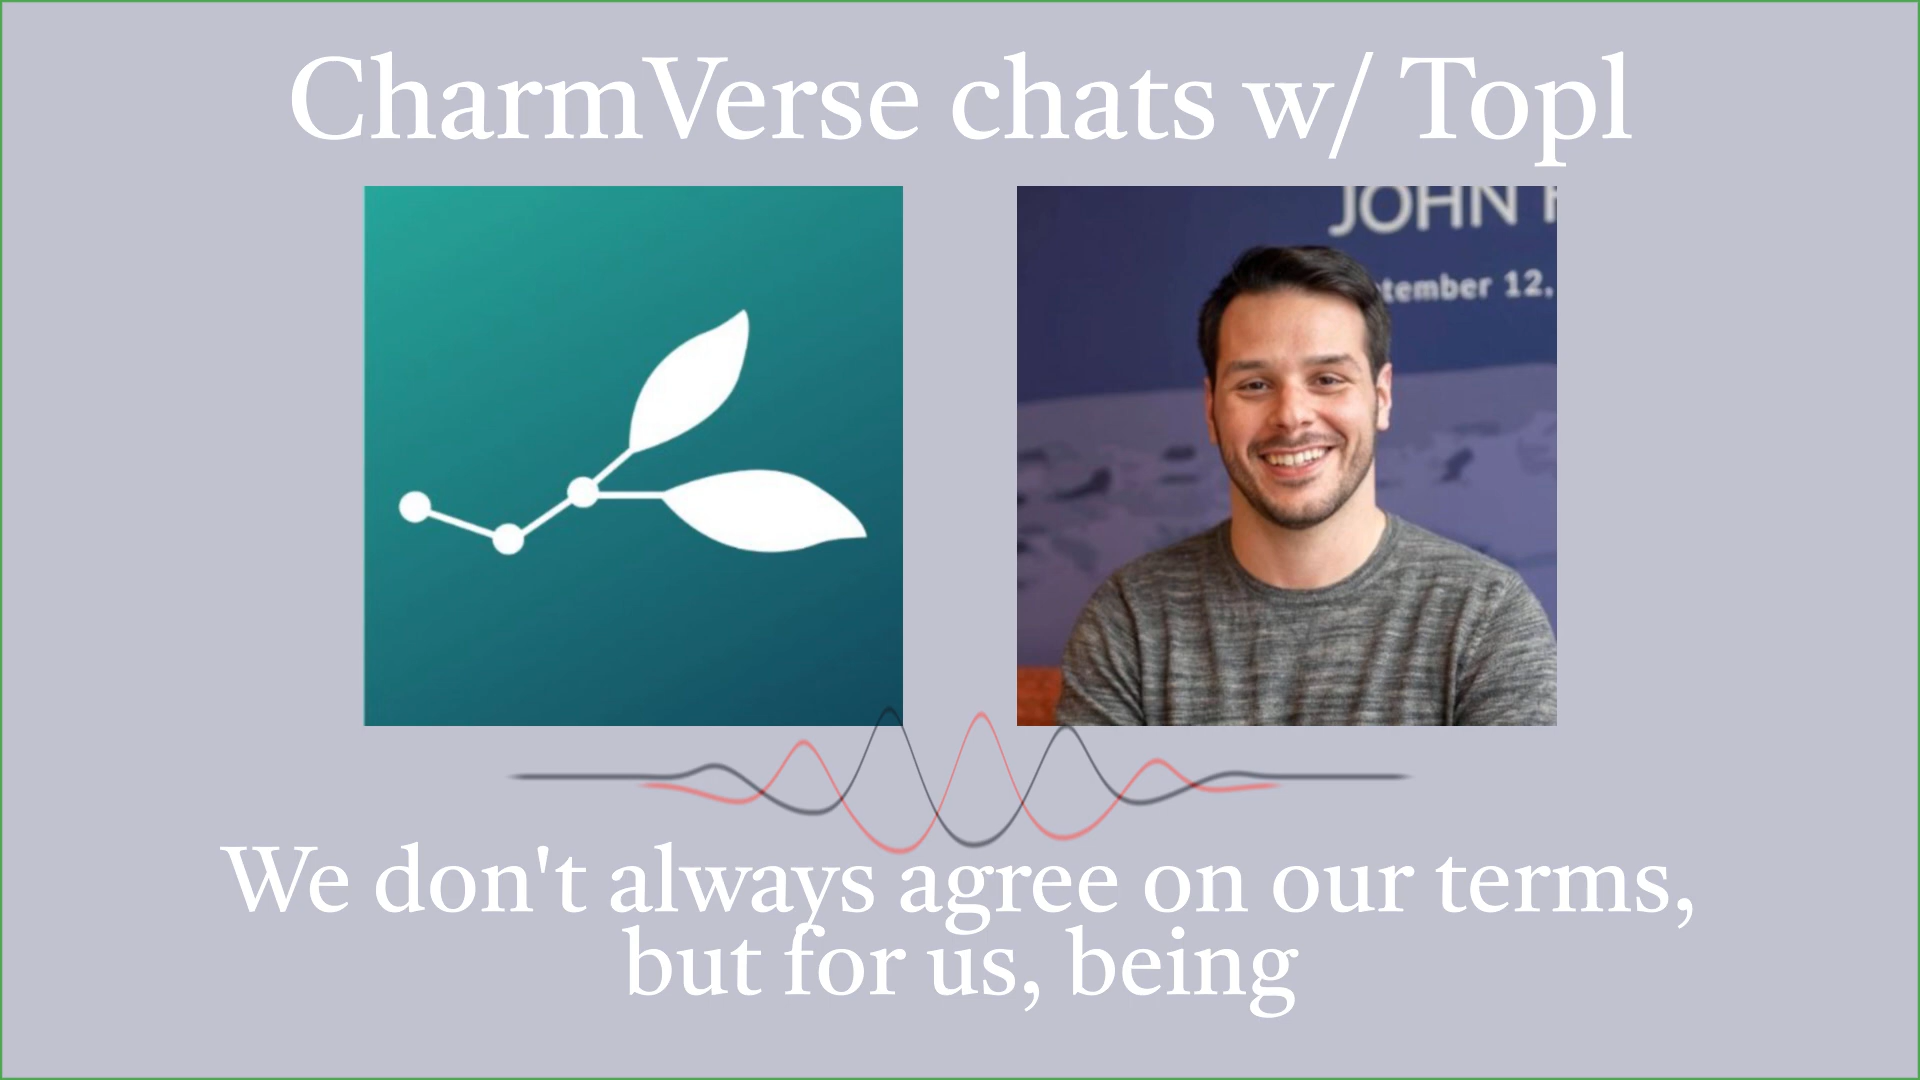 CharmVerse chats w/ Topl
JOHN
tember 12,
We don't always agree on our terms,
but for us, being